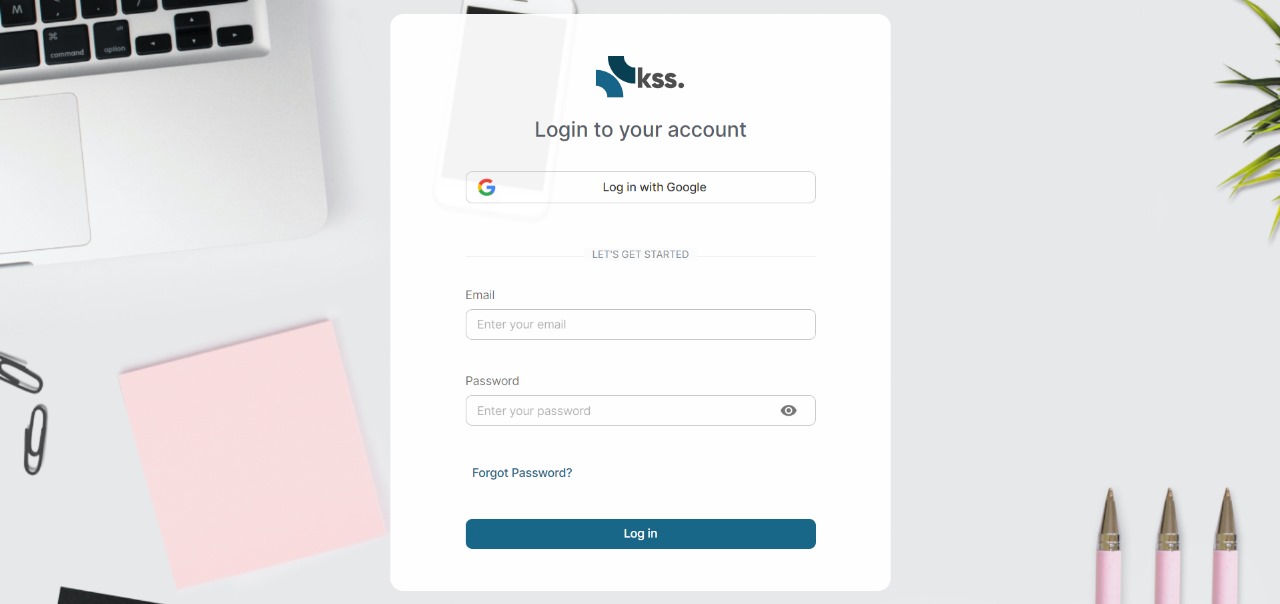 M
⌘
command
alt
option
kss.
Login to your account
Log in with Google
LET'S GET STARTED
Email
Enter your email
Password
Enter your password
Forgot Password?
Log in